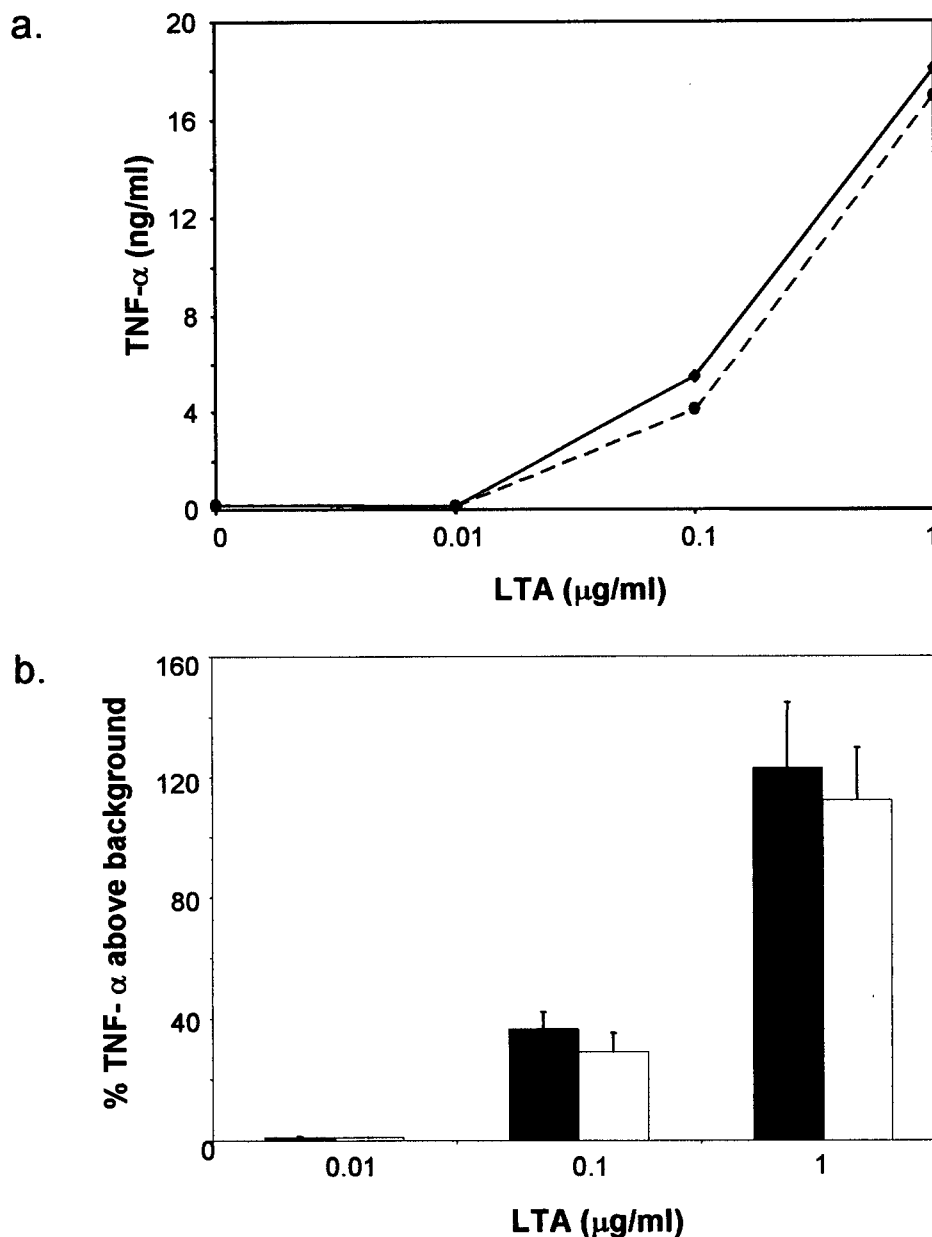 a.
20
16
12
8
4
0
TNF-α (ng/ml)
0 0.01 0.1 1
LTA (µg/ml)
b.
160
120
80
40
0
% TNF- α above background
0.01 0.1 1
LTA (µg/ml)